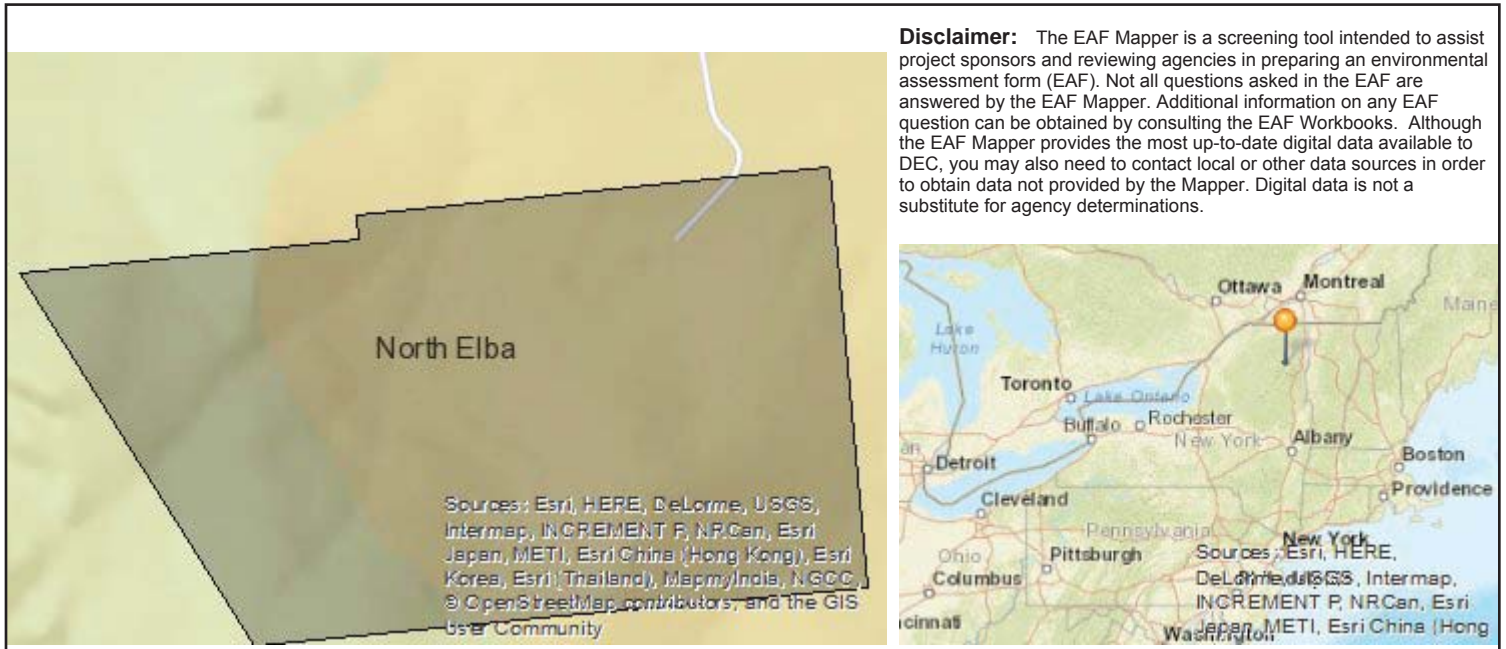 Disclaimer: The EAF Mapper is a screening tool intended to assist
project sponsors and reviewing agencies in preparing an environmental
assessment form (EAF). Not all questions asked in the EAF are
answered by the EAF Mapper. Additional information on any EAF
question can be obtained by consulting the EAF Workbooks. Although
the EAF Mapper provides the most up-to-date digital data available to
DEC, you may also need to contact local or other data sources in order
to obtain data not provided by the Mapper. Digital data is not a
substitute for agency determinations.
North Elba
Sources: Esri, HERE, DeLorme, USGS,
Intermap, INCREMENT P, NRCan, Esri
Japan, METI, Esri China (Hong Kong), Esri
Korea, Esri (Thailand), MapmyIndia, NGCC,
© OpenStreetMap contributors, and the GIS
User Community
Ottawa
Montreal
Maine
Lake
Huron
Toronto
Lake Ontario
Buffalo
Rochester
New York
Albany
Detroit
Boston
Providence
Cleveland
Pennsylvania
New York
Ohio
Pittsburgh
Columbus
Sources: Esri, HERE,
DeLorme, USGS, Intermap,
INCREMENT P, NRCan, Esri
Japan, METI, Esri China (Hong
cinnati
Washington